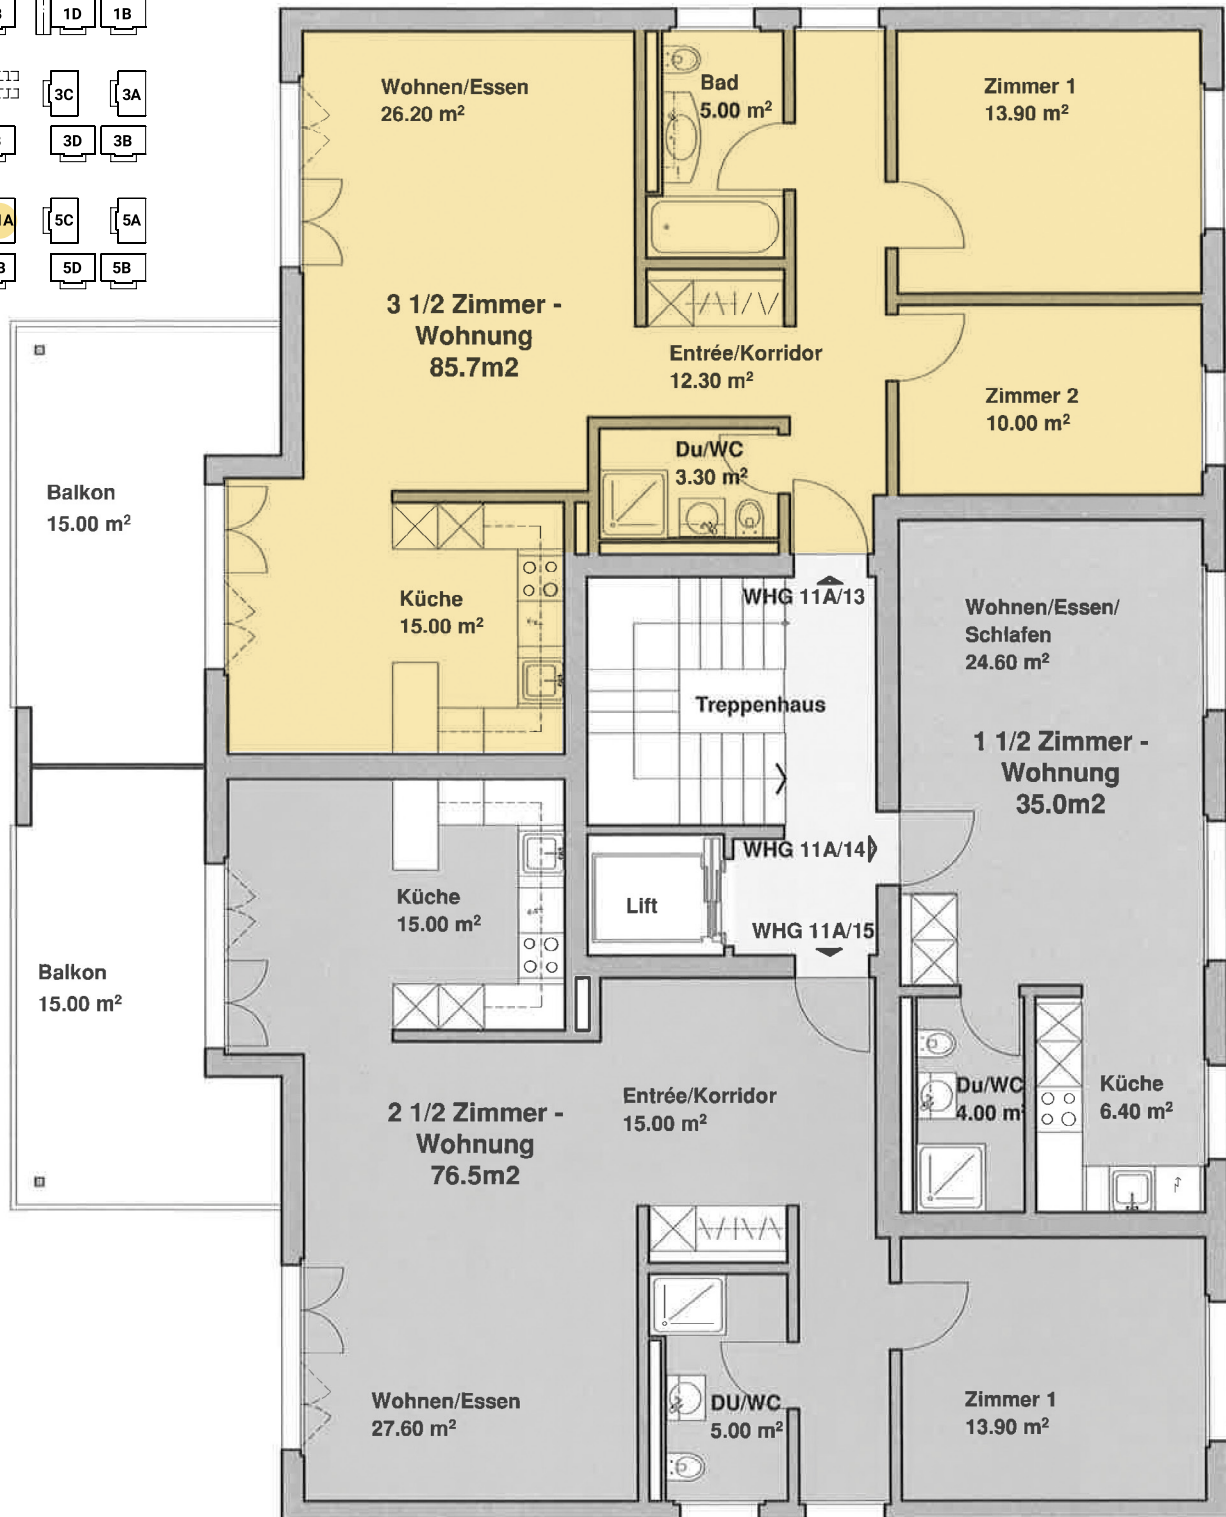 1D 1B
3C 3A
3D 3B
5C 5A
5D 5B
Wohnen/Essen
26.20 m²
Bad
5.00 m²
Zimmer 1
13.90 m²
3 1/2 Zimmer -
Wohnung
85.7m2
Entrée/Korridor
12.30 m²
Zimmer 2
10.00 m²
Du/WC
3.30 m²
Balkon
15.00 m²
Küche
15.00 m²
WHG 11A/13
Wohnen/Essen/
Schlafen
24.60 m²
Treppenhaus
1 1/2 Zimmer -
Wohnung
35.0m2
WHG 11A/14
Lift
WHG 11A/15
Küche
15.00 m²
Balkon
15.00 m²
2 1/2 Zimmer -
Wohnung
76.5m2
Entrée/Korridor
15.00 m²
Du/WC
4.00 m²
Küche
6.40 m²
Wohnen/Essen
27.60 m²
DU/WC
5.00 m²
Zimmer 1
13.90 m²